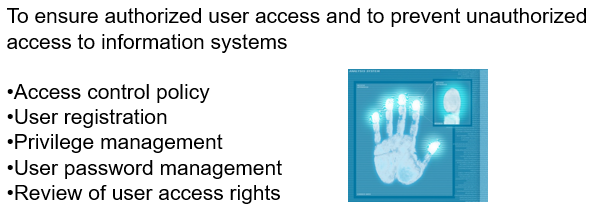 To ensure authorized user access and to prevent unauthorized
access to information systems
•Access control policy
•User registration
•Privilege management
•User password management
•Review of user access rights